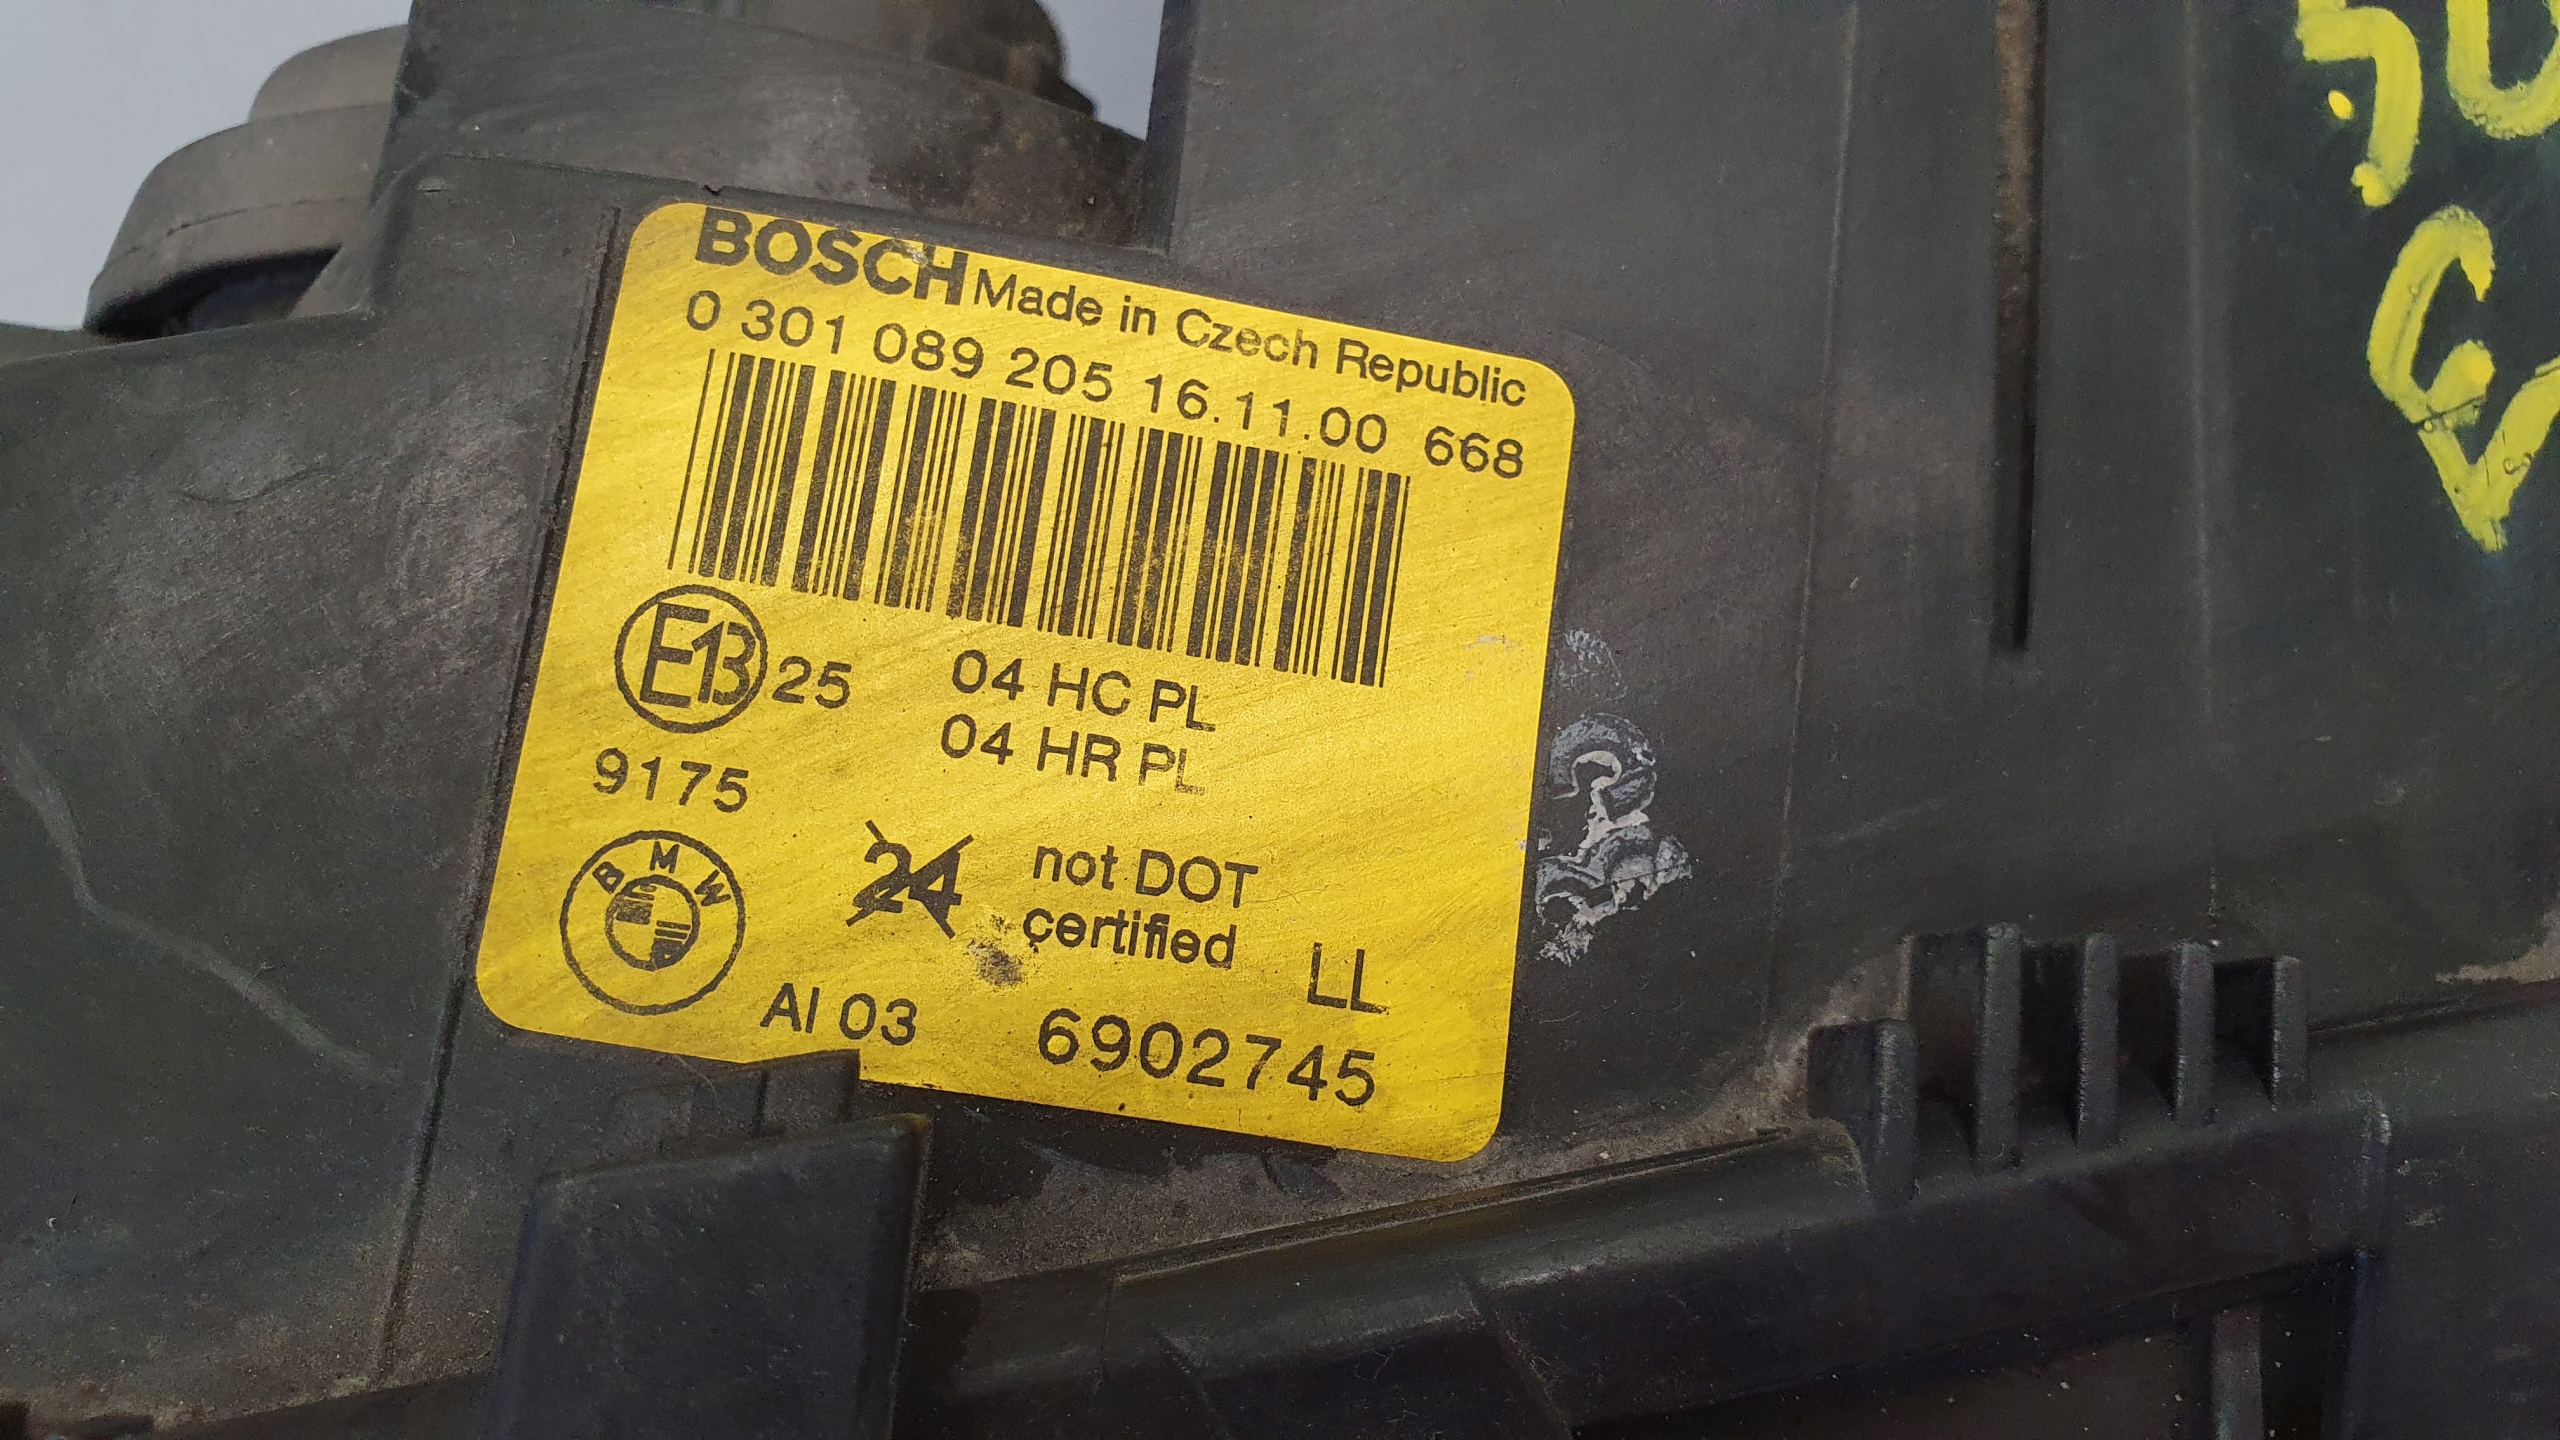 BOSCH Made in Czech Republic
0 301 089 205 16.11.00 668
E13 25 04 HC PL
04 HR PL
9175
24 not DOT
certified
BMW
LL
AI 03 6902745